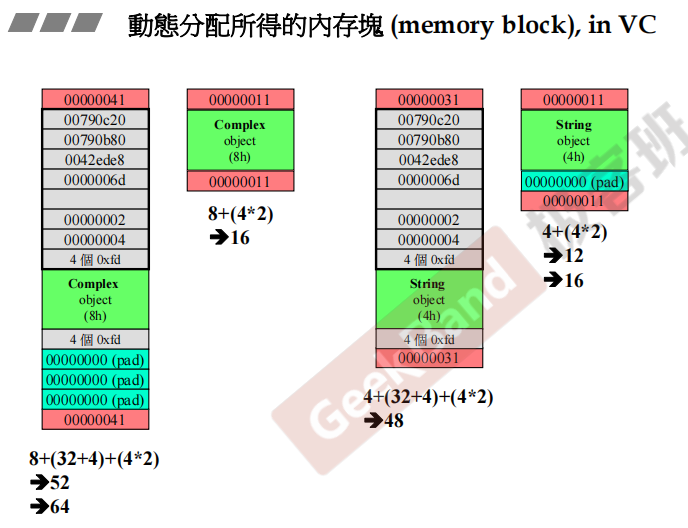 動態分配所得的內存塊 (memory block), in VC
00000041
00790c20
00790b80
0042ede8
0000006d
00000002
00000004
4 個 0xfd
Complex
object
(8h)
4 個 0xfd
00000000 (pad)
00000000 (pad)
00000000 (pad)
00000041
8+(32+4)+(4*2)
➔52
➔64
00000011
Complex
object
(8h)
00000011
8+(4*2)
➔16
00000031
00790c20
00790b80
0042ede8
0000006d
00000002
00000004
4 個 0xfd
String
object
(4h)
4 個 0xfd
00000031
4+(32+4)+(4*2)
➔48
00000011
String
object
(4h)
00000000 (pad)
00000011
4+(4*2)
➔12
➔16
GeekBand 极客班